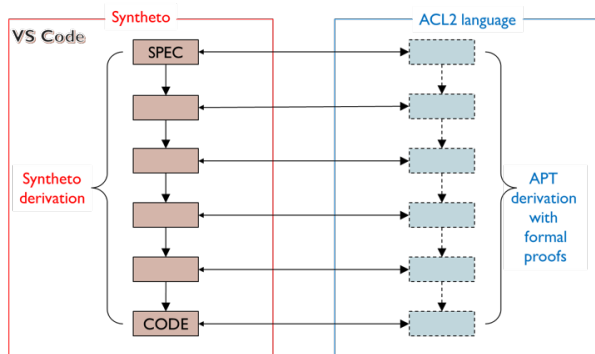 Syntheto
ACL2 language
VS Code
SPEC
Syntheto
derivation
APT
derivation
with
formal
proofs
CODE